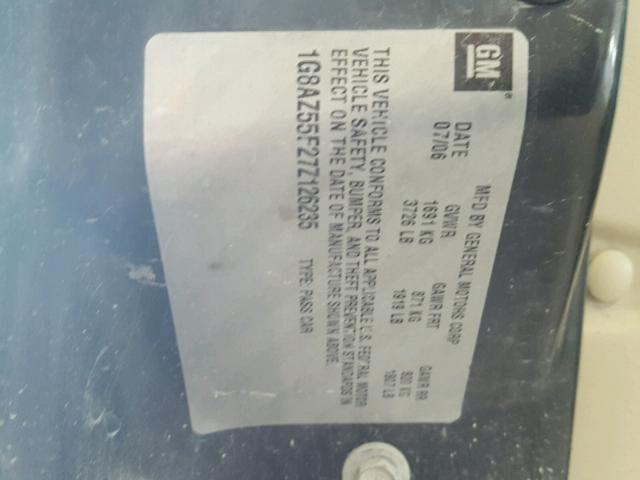 GM®
MFD BY GENERAL MOTORS CORP
DATE GVWR GAWR FRT GAWR RR
07/06 1691 KG 871 KG 820 KG
3726 LB 1919 LB 1807 LB
THIS VEHICLE CONFORMS TO ALL APPLICABLE U.S. FEDERAL MOTOR
VEHICLE SAFETY, BUMPER, AND THEFT PREVENTION STANDARDS IN
EFFECT ON THE DATE OF MANUFACTURE SHOWN ABOVE.
1G8AZ55F27Z126235 TYPE: PASS CAR